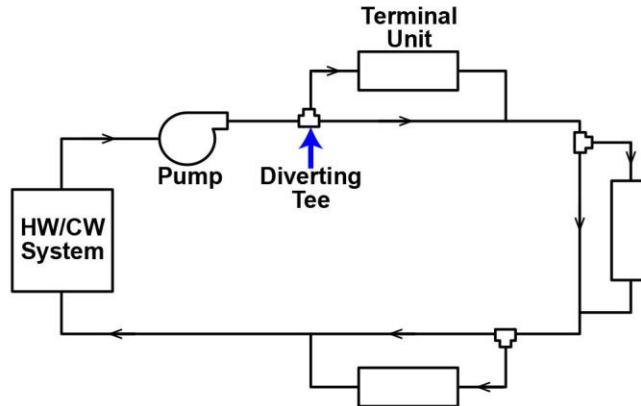 Terminal
Unit
Pump
Diverting
Tee
HW/CW
System